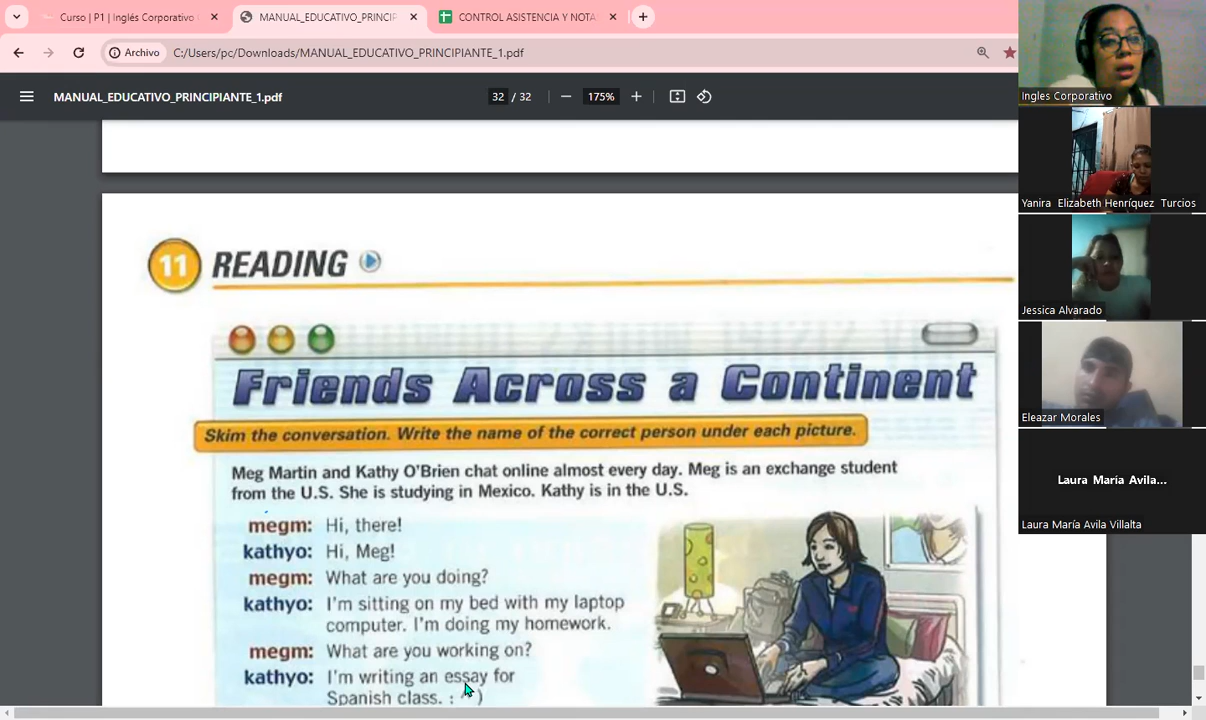 Curso | P1 | Inglés Corporativo
MANUAL_EDUCATIVO_PRINCIP
CONTROL ASISTENCIA Y NOTA
Archivo
C:/Users/pc/Downloads/MANUAL_EDUCATIVO_PRINCIPIANTE_1.pdf
MANUAL_EDUCATIVO_PRINCIPIANTE_1.pdf
32 / 32
175%
11 READING
Friends Across a Continent
Skim the conversation. Write the name of the correct person under each picture.
Meg Martin and Kathy O'Brien chat online almost every day. Meg is an exchange student
from the U.S. She is studying in Mexico. Kathy is in the U.S.
megm: Hi, there!
kathyo: Hi, Meg!
megm: What are you doing?
kathyo: I'm sitting on my bed with my laptop
computer. I'm doing my homework.
megm: What are you working on?
kathyo: I'm writing an essay for
Spanish class. : ^ )
Ingles Corporativo
Yanira Elizabeth Henríquez Turcios
Jessica Alvarado
Eleazar Morales
Laura María Avila...
Laura María Avila Villalta